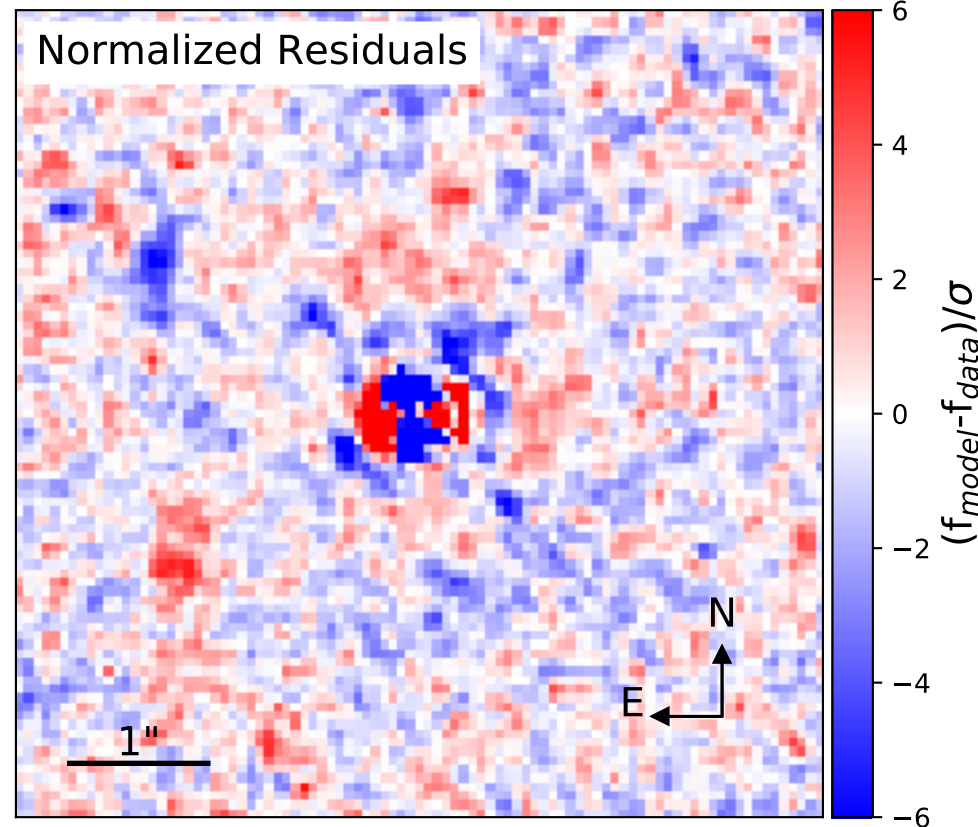 Normalized Residuals
N
E
1"
6
4
2
0
−2
−4
−6
(f_model-f_data)/σ